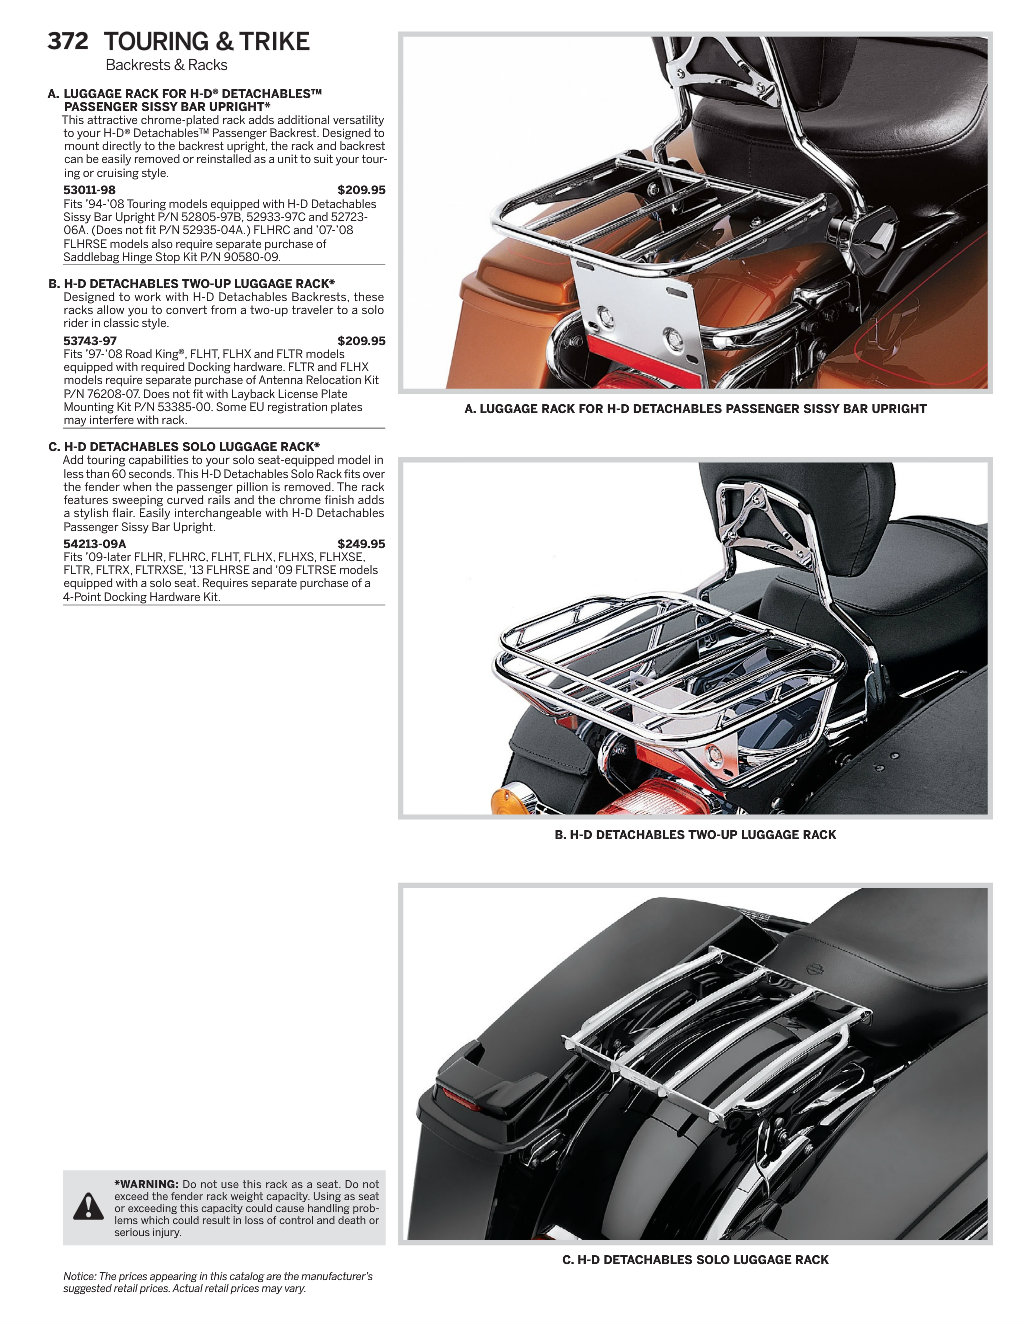 372 TOURING & TRIKE
Backrests & Racks
A. LUGGAGE RACK FOR H-D® DETACHABLES™
PASSENGER SISSY BAR UPRIGHT*
This attractive chrome-plated rack adds additional versatility
to your H-D® Detachables™ Passenger Backrest. Designed to
mount directly to the backrest upright, the rack and backrest
can be easily removed or reinstalled as a unit to suit your tour-
ing or cruising style.
53011-98 $209.95
Fits ’94-’08 Touring models equipped with H-D Detachables
Sissy Bar Upright P/N 52805-97B, 52933-97C and 52723-
06A. (Does not fit P/N 52935-04A.) FLHRC and ’07-’08
FLHRSE models also require separate purchase of
Saddlebag Hinge Stop Kit P/N 90580-09.
B. H-D DETACHABLES TWO-UP LUGGAGE RACK*
Designed to work with H-D Detachables Backrests, these
racks allow you to convert from a two-up traveler to a solo
rider in classic style.
53743-97 $209.95
Fits ’97-’08 Road King®, FLHT, FLHX and FLTR models
equipped with required Docking hardware. FLTR and FLHX
models require separate purchase of Antenna Relocation Kit
P/N 76208-07. Does not fit with Layback License Plate
Mounting Kit P/N 53385-00. Some EU registration plates
may interfere with rack.
C. H-D DETACHABLES SOLO LUGGAGE RACK*
Add touring capabilities to your solo seat-equipped model in
less than 60 seconds. This H-D Detachables Solo Rack fits over
the fender when the passenger pillion is removed. The rack
features sweeping curved rails and the chrome finish adds
a stylish flair. Easily interchangeable with H-D Detachables
Passenger Sissy Bar Upright.
54213-09A $249.95
Fits ’09-later FLHR, FLHRC, FLHT, FLHX, FLHXS, FLHXSE,
FLTR, FLTRX, FLTRXSE, ’13 FLHRSE and ’09 FLTRSE models
equipped with a solo seat. Requires separate purchase of a
4-Point Docking Hardware Kit.
A. LUGGAGE RACK FOR H-D DETACHABLES PASSENGER SISSY BAR UPRIGHT
B. H-D DETACHABLES TWO-UP LUGGAGE RACK
C. H-D DETACHABLES SOLO LUGGAGE RACK
*WARNING: Do not use this rack as a seat. Do not
exceed the fender rack weight capacity. Using as seat
or exceeding this capacity could cause handling prob-
lems which could result in loss of control and death or
serious injury.
Notice: The prices appearing in this catalog are the manufacturer’s
suggested retail prices. Actual retail prices may vary.